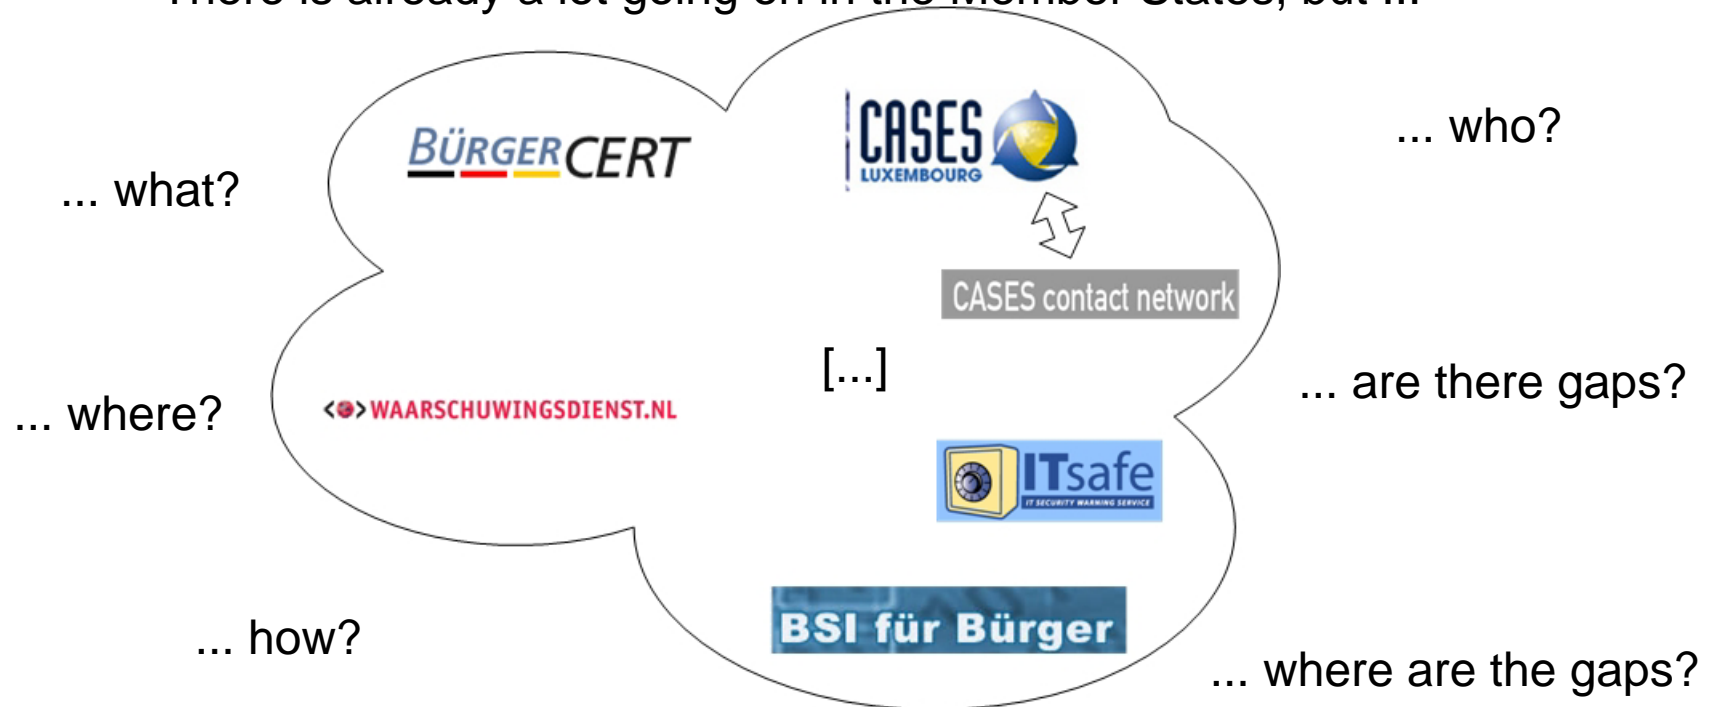 There is already a lot going on in the Member States, but ...
BÜRGERCERT
CASES
LUXEMBOURG
... who?
... what?
CASES contact network
[...]
... are there gaps?
... where?
<@>WAARSCHUWINGSDIENST.NL
ITsafe
IT SECURITY WARNING SERVICE
BSI für Bürger
... how?
... where are the gaps?